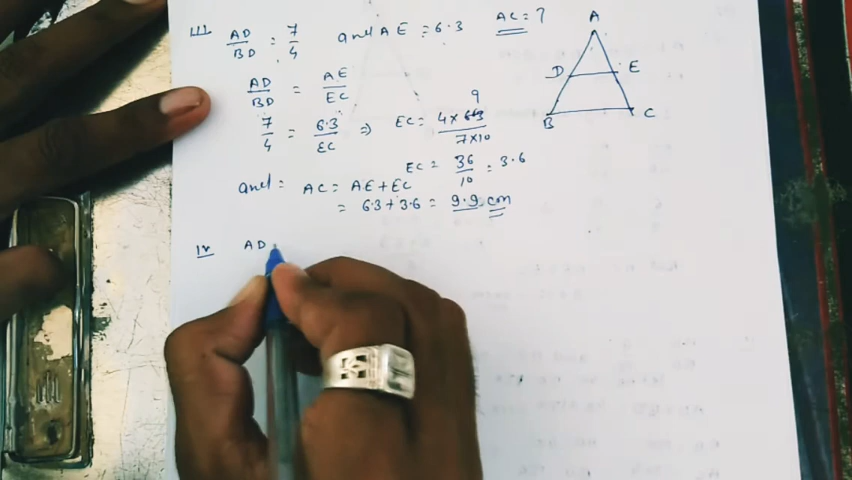 III AD/BD = 7/4 and AE = 6.3 AC = ?
AD/BD = AE/EC
7/4 = 6.3/EC ⇒ EC = 4 × 63/7×10 9
EC = 36/10 = 3.6
and = AC = AE + EC
= 6.3 + 3.6 = 9.9 cm
IV AD
A
D E
B C